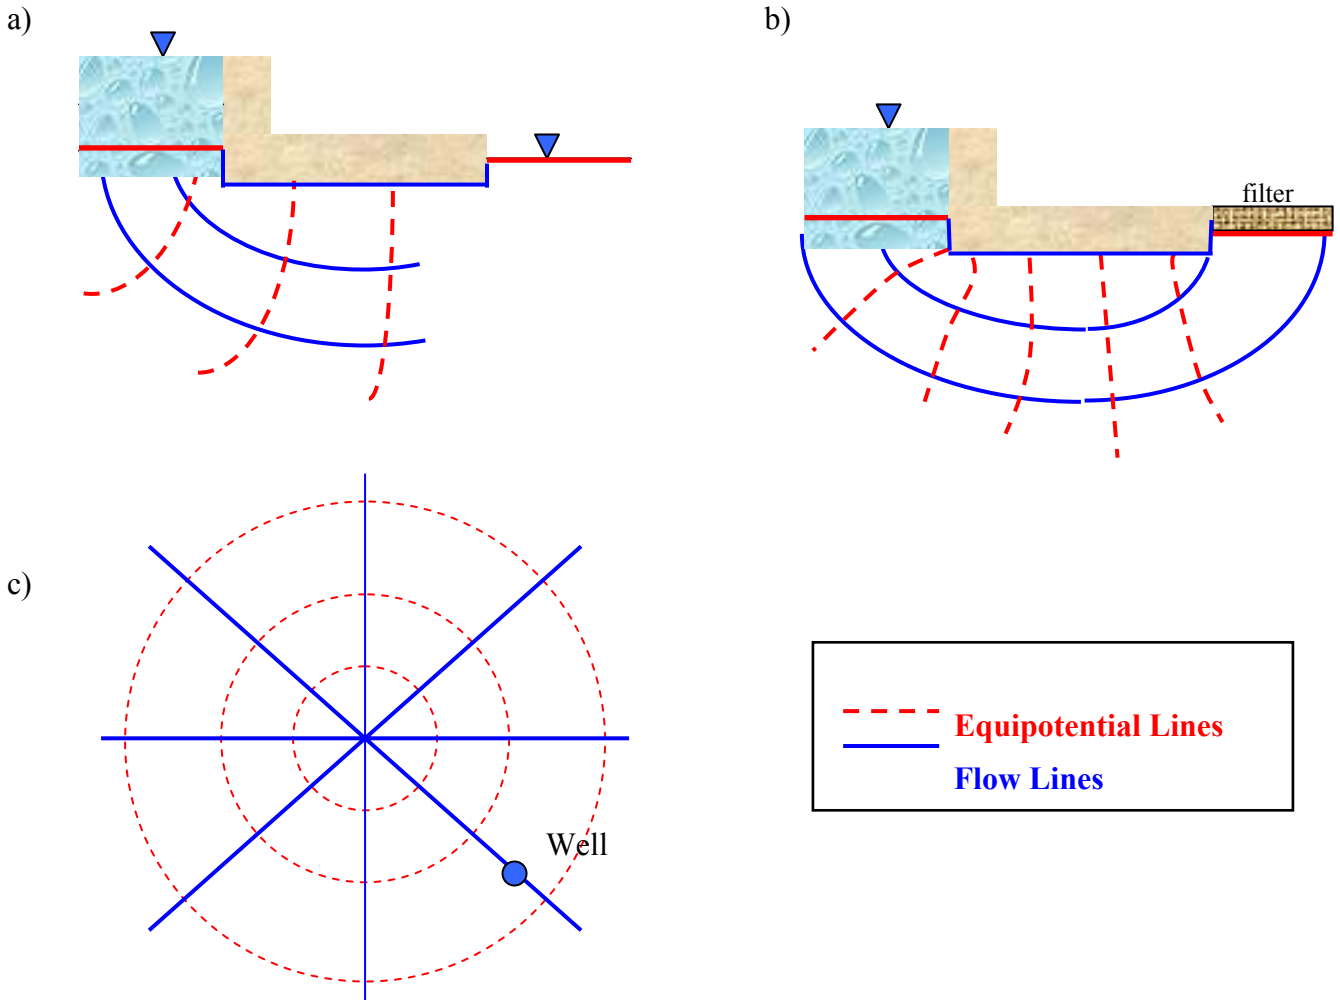 a)
b)
filter
c)
Well
Equipotential Lines
Flow Lines